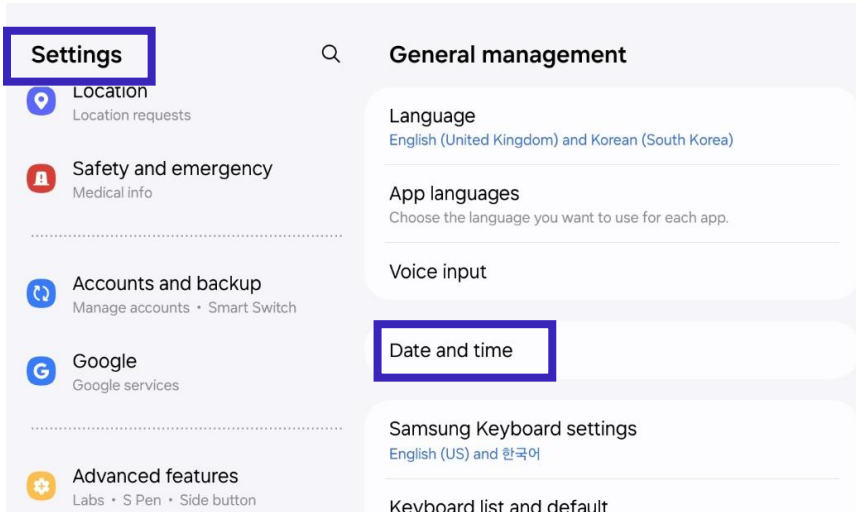 Settings
Location
Location requests
Safety and emergency
Medical info
Accounts and backup
Manage accounts • Smart Switch
Google
Google services
Advanced features
Labs • S Pen • Side button
General management
Language
English (United Kingdom) and Korean (South Korea)
App languages
Choose the language you want to use for each app.
Voice input
Date and time
Samsung Keyboard settings
English (US) and 한국어
Keyboard list and default